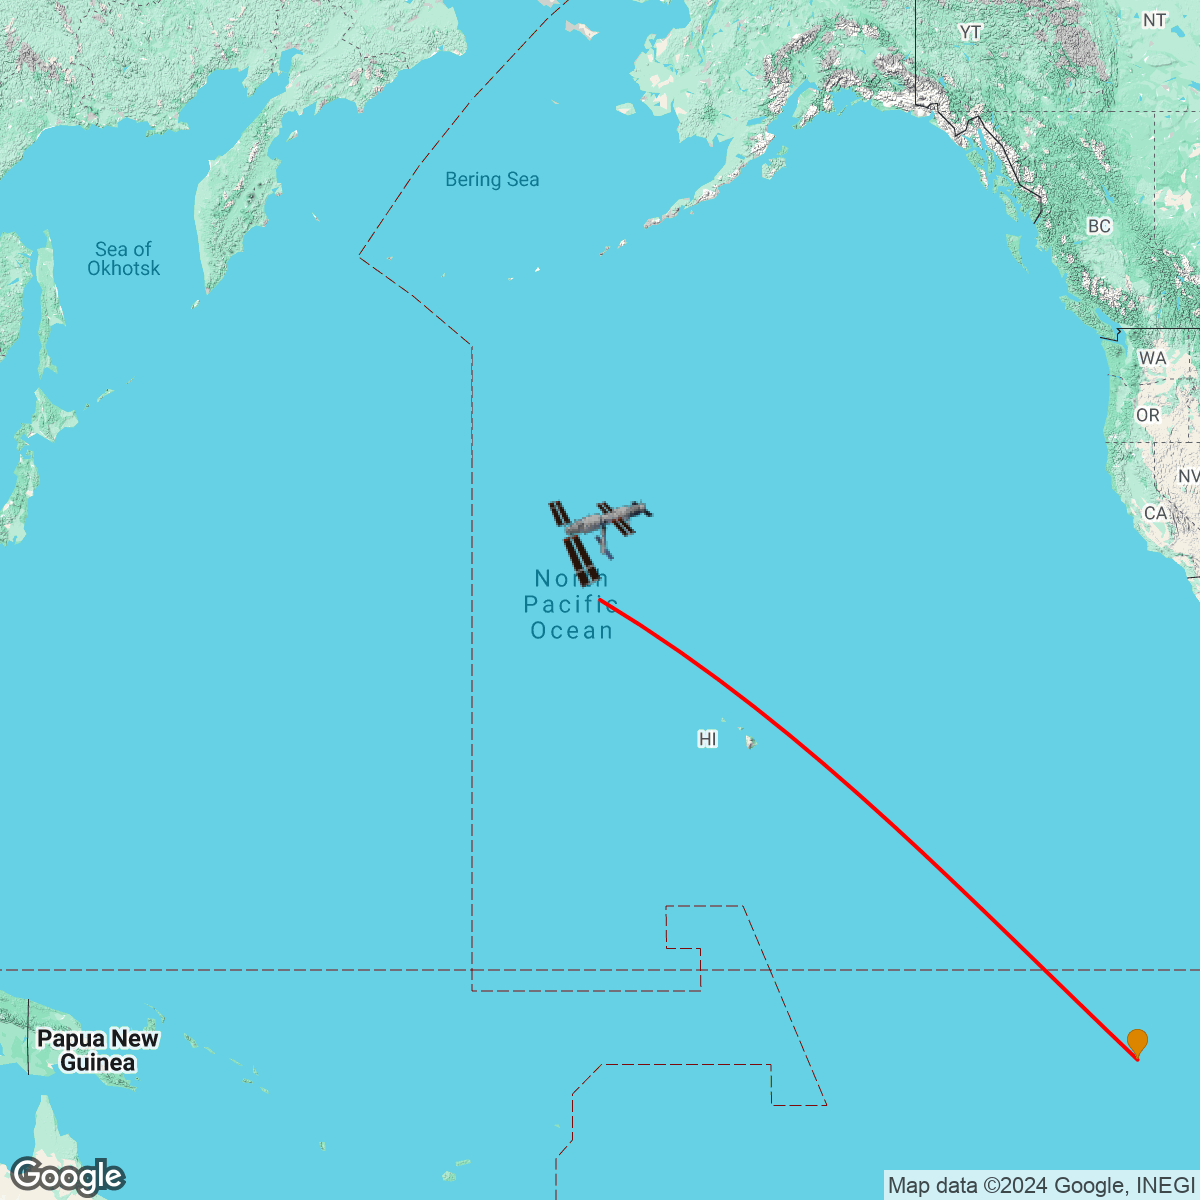 NT
YT
Bering Sea
BC
Sea of
Okhotsk
WA
OR
NV
CA
North
Pacific
Ocean
HI
Papua New
Guinea
Google
Map data ©2024 Google, INEGI